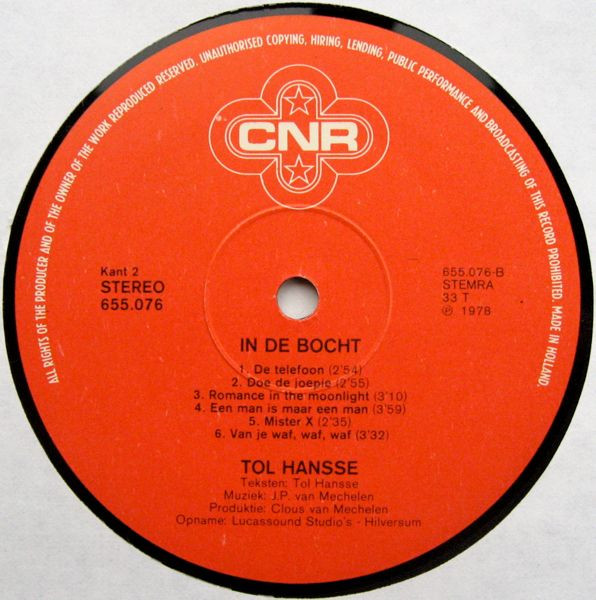 ALL RIGHTS OF THE PRODUCER AND OF THE OWNER OF THE WORK REPRODUCED RESERVED. UNAUTHORISED COPYING, HIRING, LENDING, PUBLIC PERFORMANCE AND BROADCASTING OF THIS RECORD PROHIBITED. MADE IN HOLLAND.
CNR
Kant 2
STEREO
655.076
655.076-B
STEMRA
33 T
℗ 1978
IN DE BOCHT
1. De telefoon (2'54)
2. Doe de joepie (2'55)
3. Romance in the moonlight (3'10)
4. Een man is maar een man (3'59)
5. Mister X (2'35)
6. Van je waf, waf, waf (3'32)
TOL HANSSE
Teksten: Tol Hansse
Muziek: J.P. van Mechelen
Produktie: Clous van Mechelen
Opname: Lucassound Studio's - Hilversum